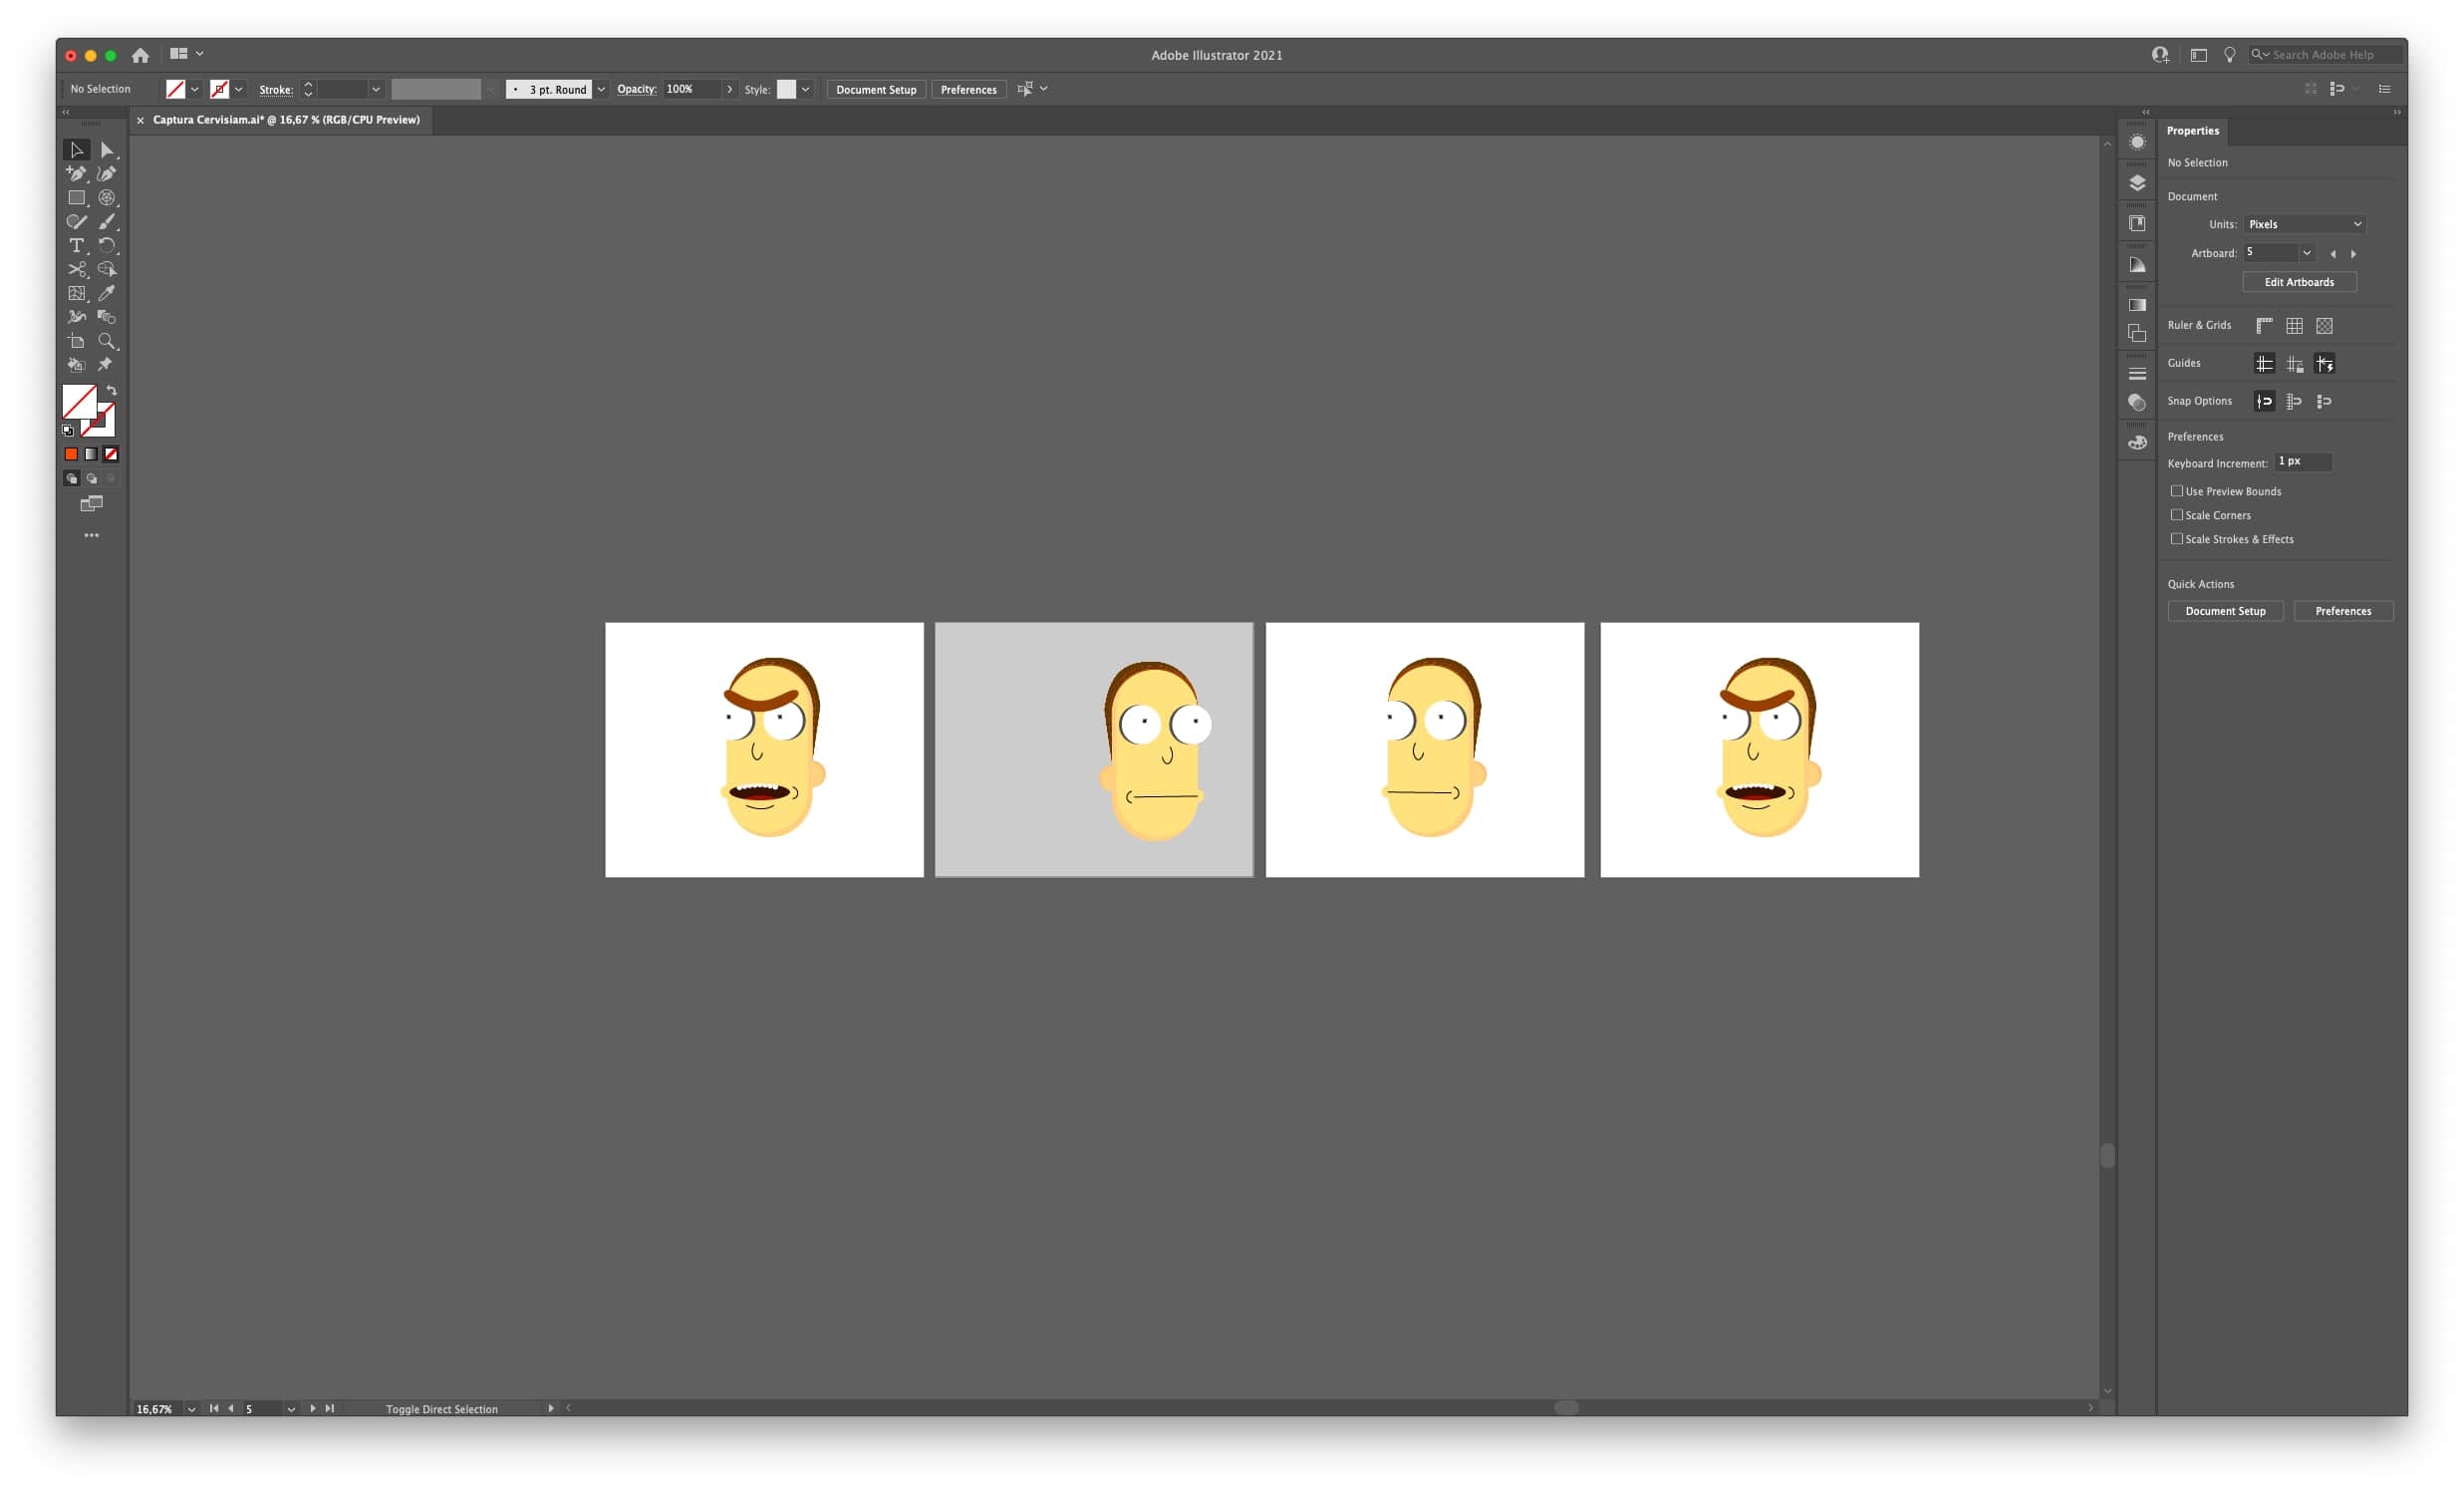 Adobe Illustrator 2021
Search Adobe Help
No Selection
Stroke:
3 pt. Round
Opacity: 100%
Style:
Document Setup
Preferences
Captura Cervisiam.ai* @ 16,67 % (RGB/CPU Preview)
Properties
No Selection
Document
Units: Pixels
Artboard: 5
Edit Artboards
Ruler & Grids
Guides
Snap Options
Preferences
Keyboard Increment: 1 px
Use Preview Bounds
Scale Corners
Scale Strokes & Effects
Quick Actions
Document Setup Preferences
16,67% 5 Toggle Direct Selection